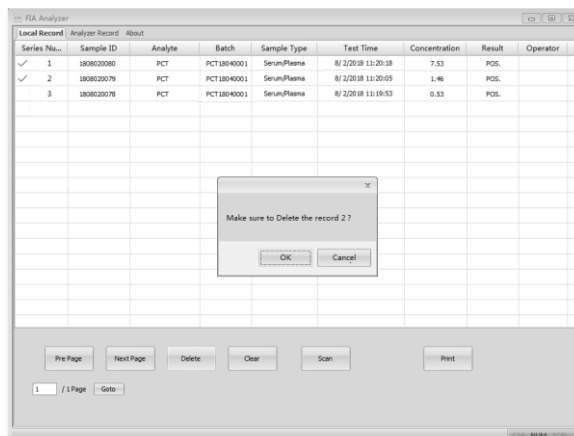 FIA Analyzer
Local Record Analyzer Record About
Series Nu... Sample ID Analyte Batch Sample Type Test Time Concentration Result Operator
1 1808020080 PCT PCT18040001 Serum/Plasma 8/ 2/2018 11:20:18 7.53 POS.
2 1808020079 PCT PCT18040001 Serum/Plasma 8/ 2/2018 11:20:05 1.46 POS.
3 1808020078 PCT PCT18040001 Serum/Plasma 8/ 2/2018 11:19:53 0.53 POS.
Make sure to Delete the record 2 ?
OK Cancel
Pre Page Next Page Delete Clear Scan Print
1 / 1 Page Goto
NUM